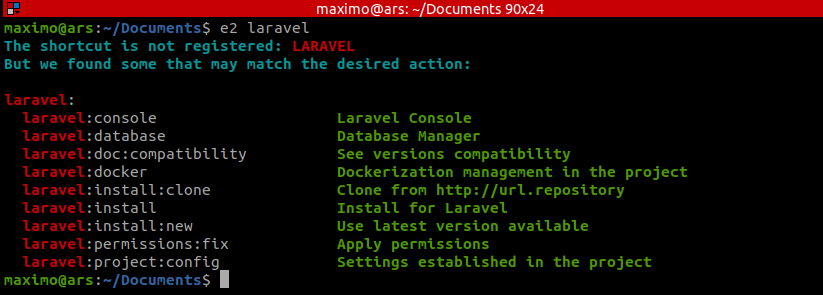 maximo@ars: ~/Documents 90x24
maximo@ars:~/Documents$ e2 laravel
The shortcut is not registered: LARAVEL
But we found some that may match the desired action:
laravel:
laravel:console Laravel Console
laravel:database Database Manager
laravel:doc:compatibility See versions compatibility
laravel:docker Dockerization management in the project
laravel:install:clone Clone from http://url.repository
laravel:install Install for Laravel
laravel:install:new Use latest version available
laravel:permissions:fix Apply permissions
laravel:project:config Settings established in the project
maximo@ars:~/Documents$